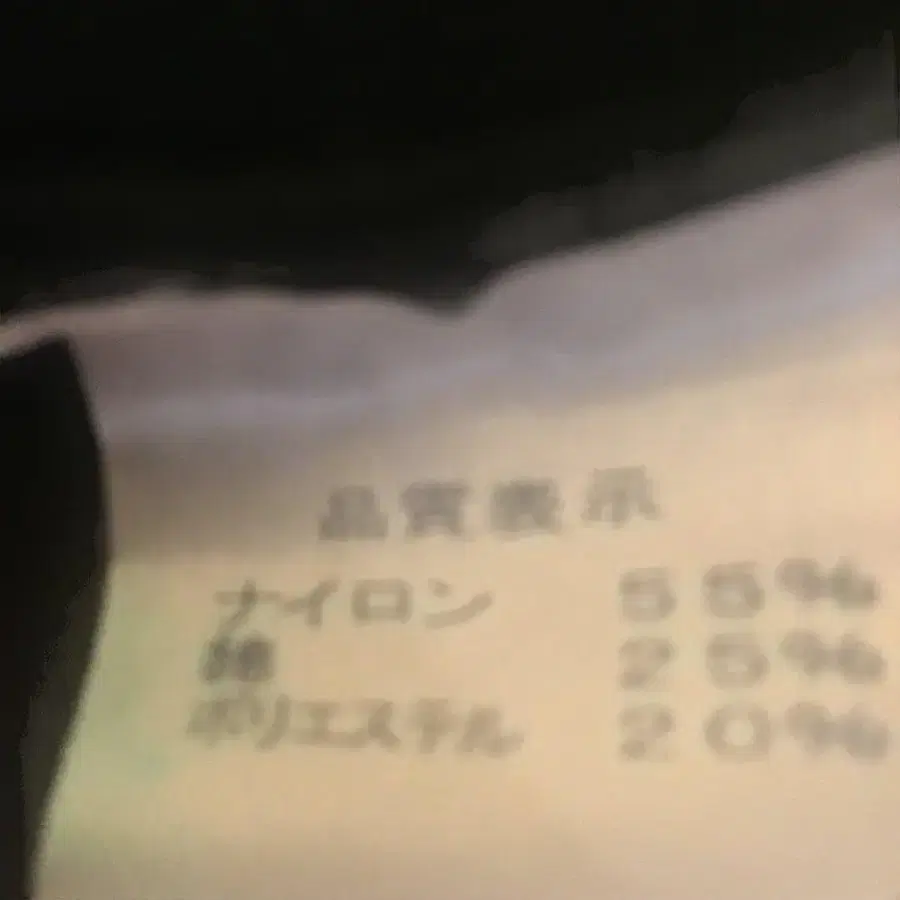 品質表示
ナイロン 55%
綿 25%
ポリエステル 20%